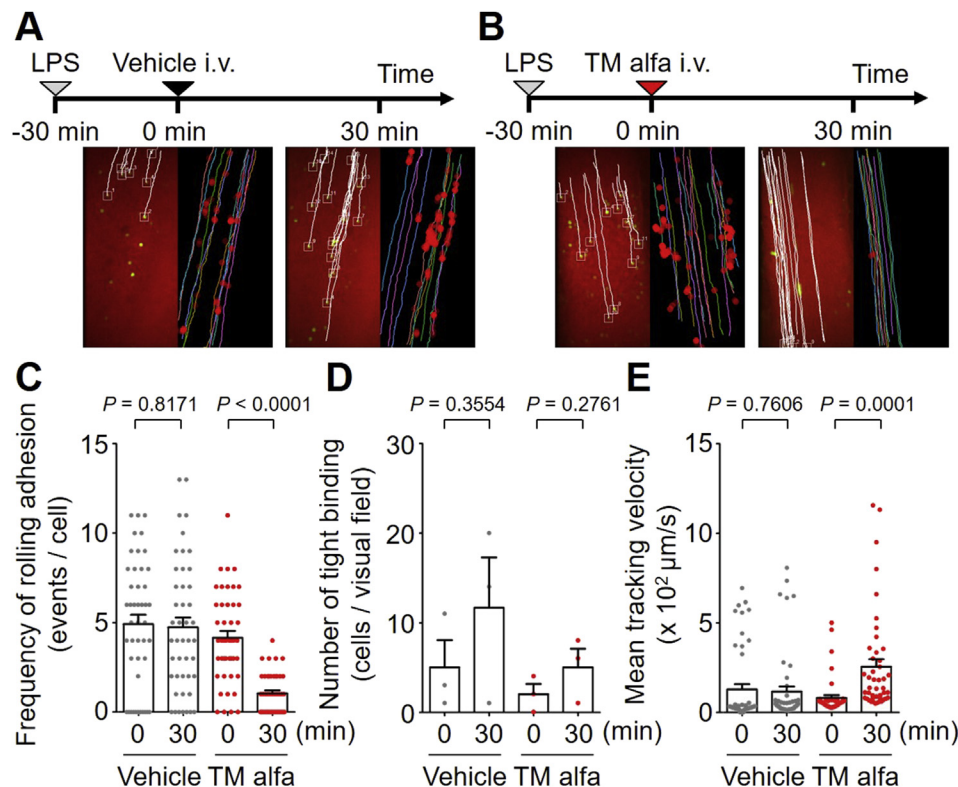 A
LPS Vehicle i.v. Time
-30 min 0 min 30 min
B
LPS TM alfa i.v. Time
-30 min 0 min 30 min
C
P = 0.8171 P < 0.0001
Frequency of rolling adhesion
(events / cell)
15
10
5
0
0 30 0 30 (min)
Vehicle TM alfa
D
P = 0.3554 P = 0.2761
Number of tight binding
(cells / visual field)
30
20
10
0
0 30 0 30 (min)
Vehicle TM alfa
E
P = 0.7606 P = 0.0001
Mean tracking velocity
(x 10² µm/s)
15
10
5
0
0 30 0 30 (min)
Vehicle TM alfa